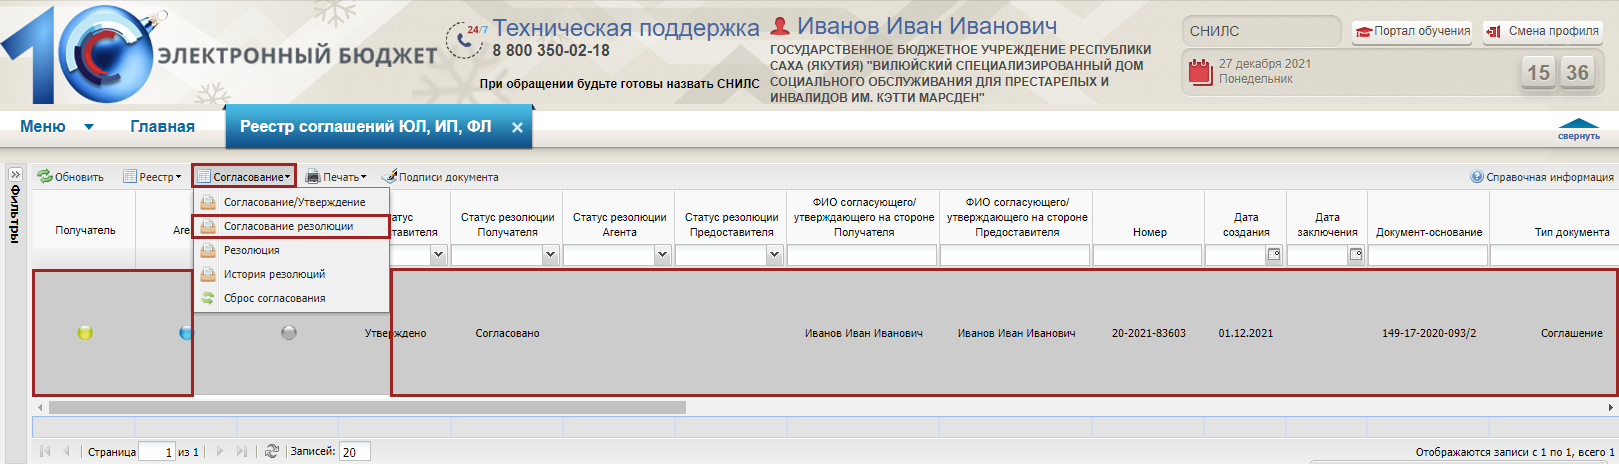 ЭЛЕКТРОННЫЙ БЮДЖЕТ
24/7
Техническая поддержка
8 800 350-02-18
При обращении будьте готовы назвать СНИЛС
Иванов Иван Иванович
ГОСУДАРСТВЕННОЕ БЮДЖЕТНОЕ УЧРЕЖДЕНИЕ РЕСПУБЛИКИ
САХА (ЯКУТИЯ) "ВИЛЮЙСКИЙ СПЕЦИАЛИЗИРОВАННЫЙ ДОМ
СОЦИАЛЬНОГО ОБСЛУЖИВАНИЯ ДЛЯ ПРЕСТАРЕЛЫХ И
ИНВАЛИДОВ ИМ. КЭТТИ МАРСДЕН"
СНИЛС
Портал обучения
Смена профиля
27 декабря 2021
Понедельник
15 36
Меню
Главная
Реестр соглашений ЮЛ, ИП, ФЛ
свернуть
Фильтры
Обновить
Реестр
Согласование
Печать
Подписи документа
Справочная информация
Согласование/Утверждение
Согласование резолюции
Резолюция
История резолюций
Сброс согласования
Получатель
Аге
татус
ставителя
Статус резолюции
Получателя
Статус резолюции
Агента
Статус резолюции
Предоставителя
ФИО согласующего/
утверждающего на стороне
Получателя
ФИО согласующего/
утверждающего на стороне
Предоставителя
Номер
Дата
создания
Дата
заключения
Документ-основание
Тип документа
Утверждено
Согласовано
Иванов Иван Иванович
Иванов Иван Иванович
20-2021-83603
01.12.2021
149-17-2020-093/2
Соглашение
Страница 1 из 1
Записей: 20
Отображаются записи с 1 по 1, всего 1